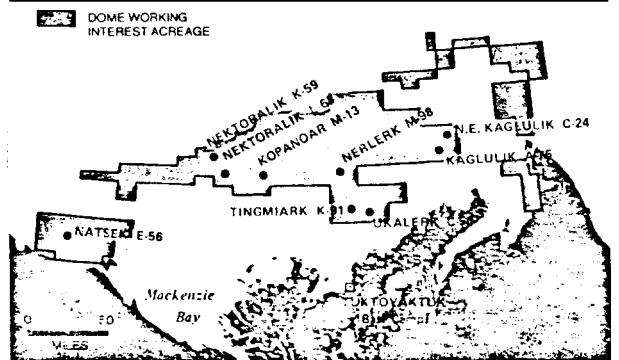 DOME WORKING
INTEREST ACREAGE
NEKTORALIK K-59
NEKTORALIK
KOPANOAR M-13
NERLERK M-98
N.E. KAGLULIK C-24
KAGLULIK
TINGMIARK K-91
UKALERK
NATSEK E-56
Mackenzie
Bay
MILES